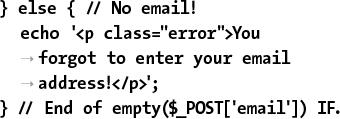 } else { // No email!
echo '<p class="error">You
→ forgot to enter your email
→ address!</p>';
} // End of empty($_POST['email']) IF.